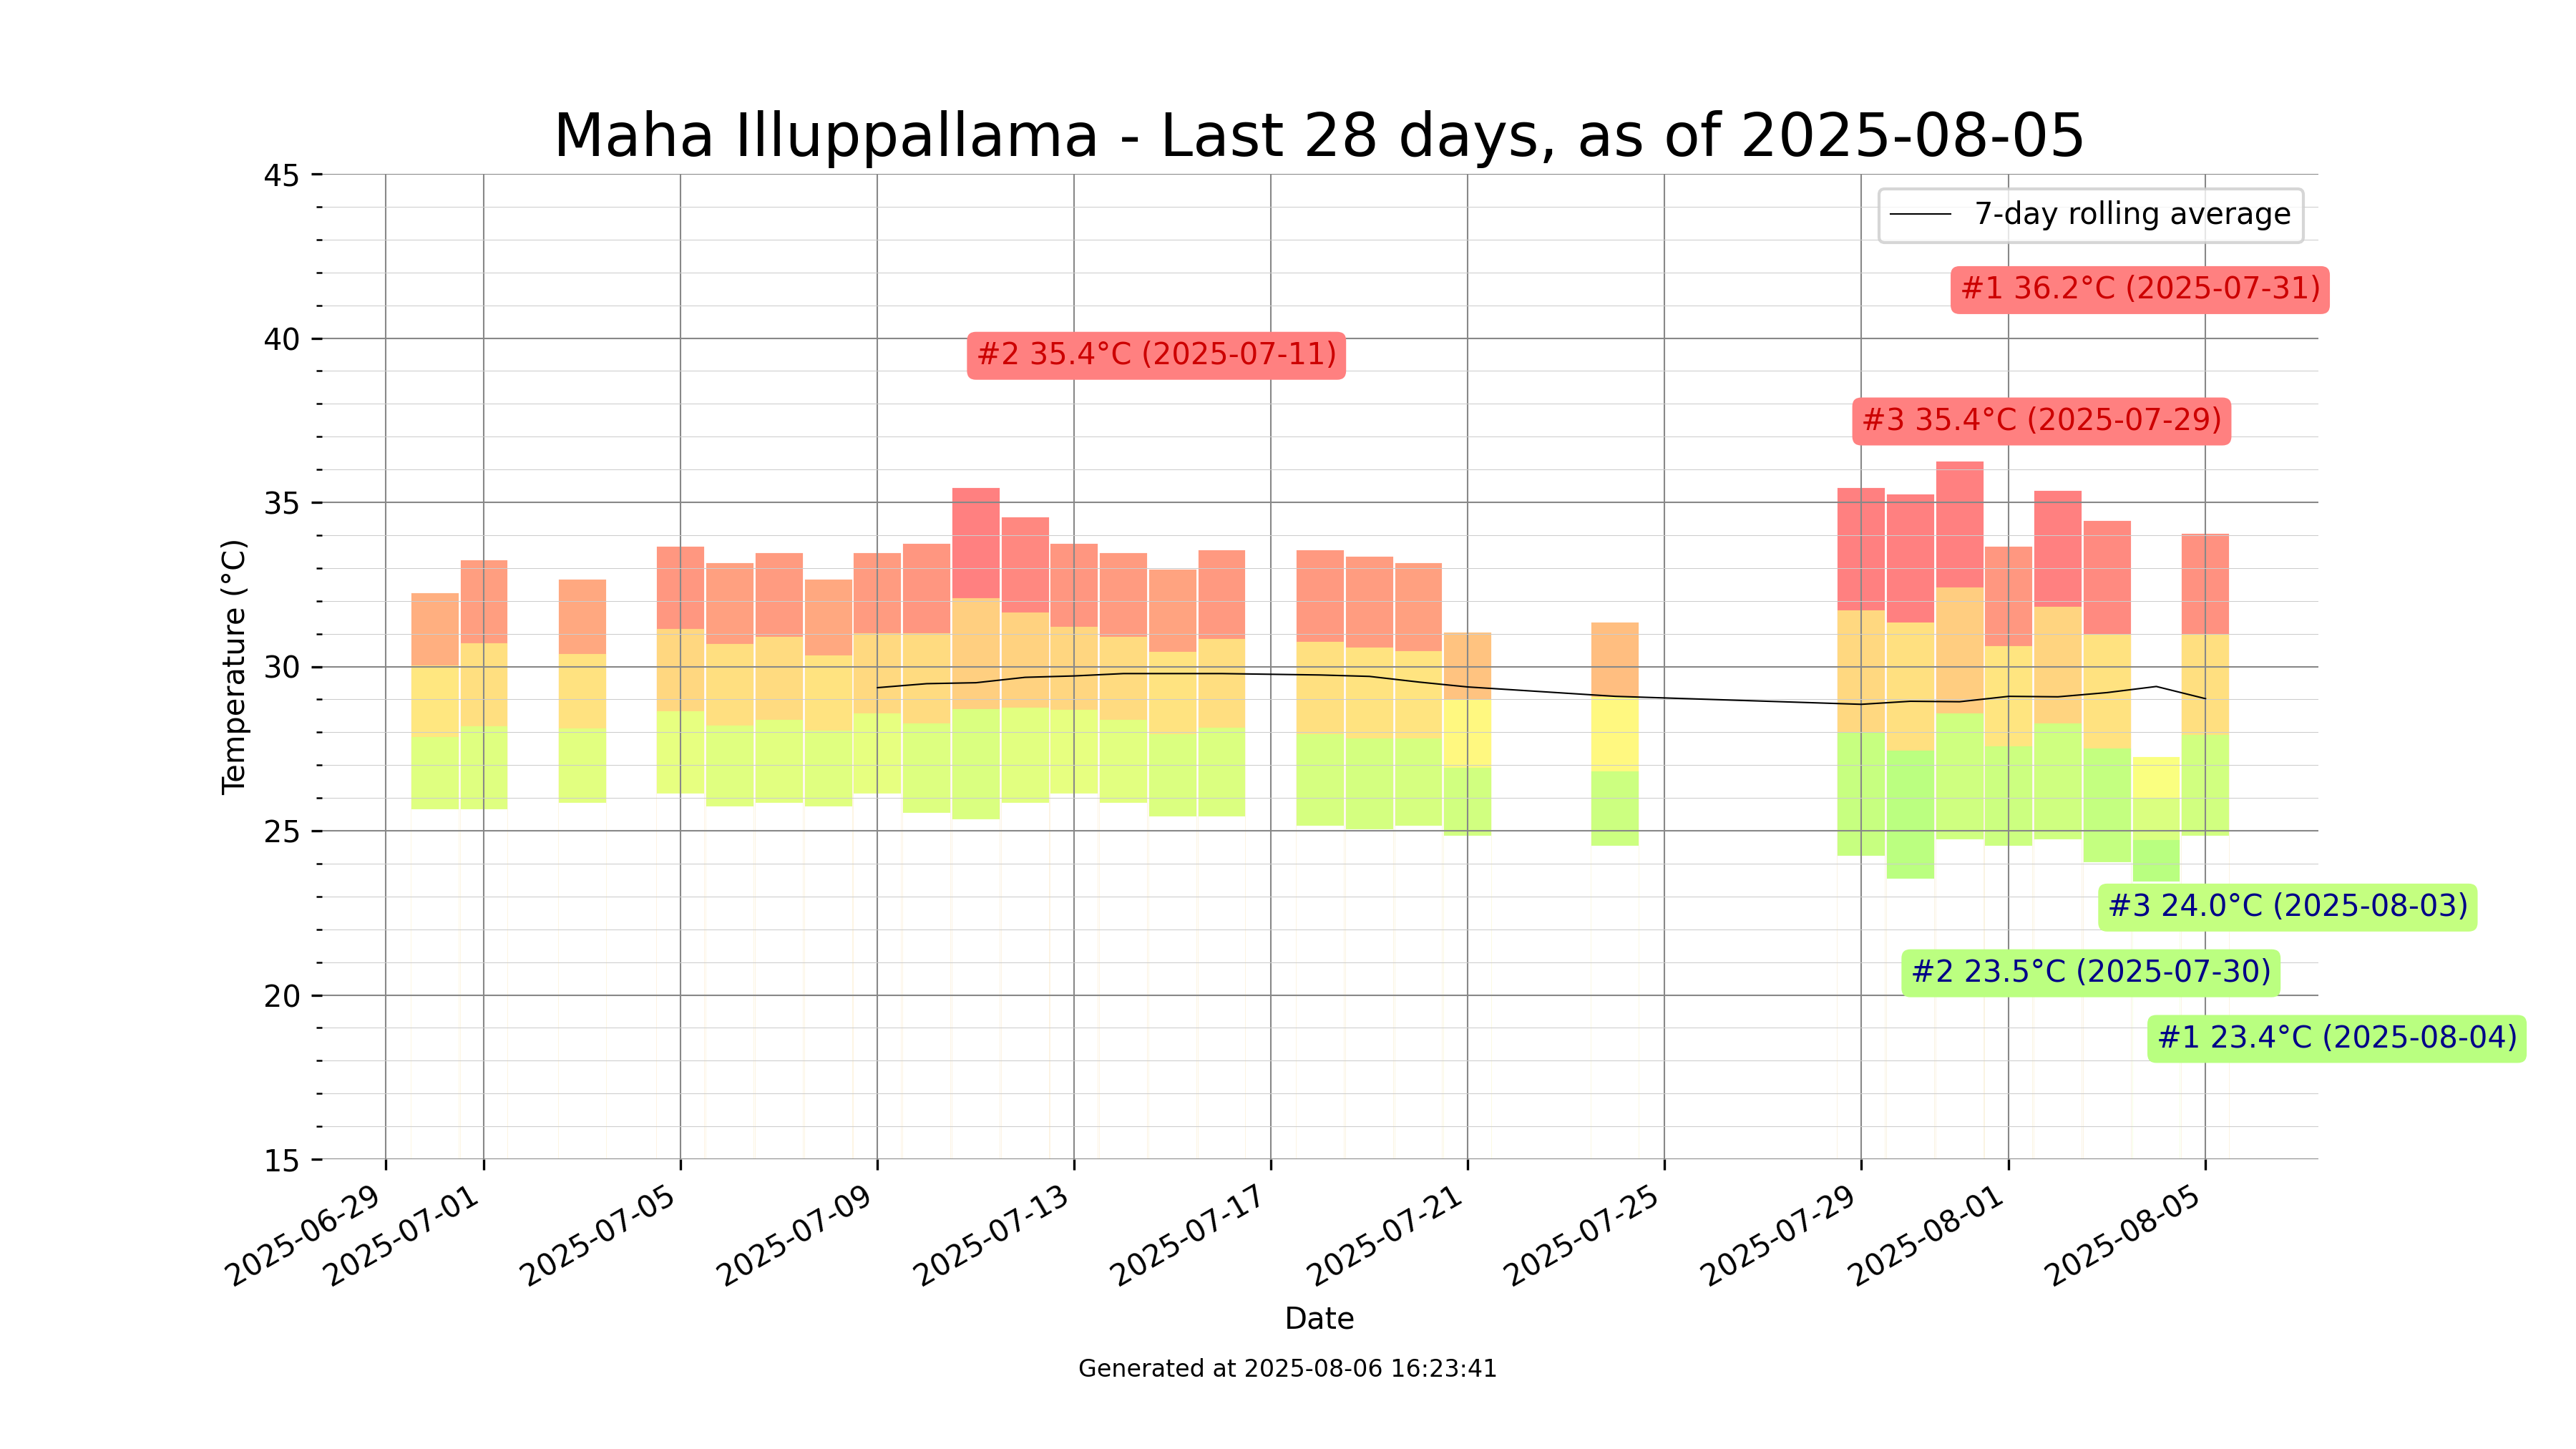 Maha Illuppallama - Last 28 days, as of 2025-08-05
45
7-day rolling average
#1 36.2°C (2025-07-31)
40
#2 35.4°C (2025-07-11)
#3 35.4°C (2025-07-29)
35
Temperature (°C)
30
25
#3 24.0°C (2025-08-03)
#2 23.5°C (2025-07-30)
20
#1 23.4°C (2025-08-04)
15
2025-06-29
2025-07-01
2025-07-05
2025-07-09
2025-07-13
2025-07-17
2025-07-21
2025-07-25
2025-07-29
2025-08-01
2025-08-05
Date
Generated at 2025-08-06 16:23:41